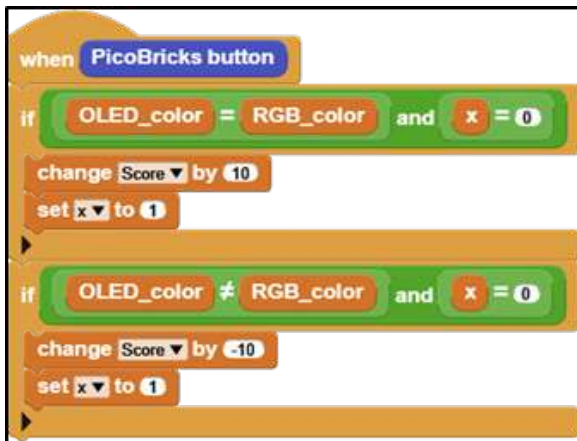 when PicoBricks button
if OLED_color = RGB_color and x = 0
change Score ▼ by 10
set x ▼ to 1
if OLED_color ≠ RGB_color and x = 0
change Score ▼ by -10
set x ▼ to 1